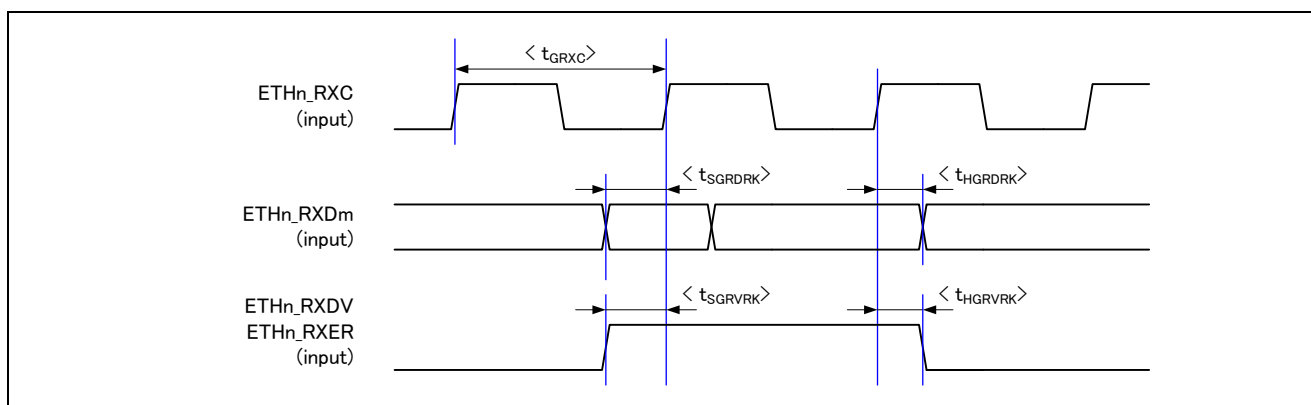 < tGRXC>
ETHn_RXC
(input)
< tSGRDRK>
< tHGRDRK>
ETHn_RXDm
(input)
ETHn_RXDV
< tSGRVRK>
< tHGRVRK>
ETHn_RXER
(input)